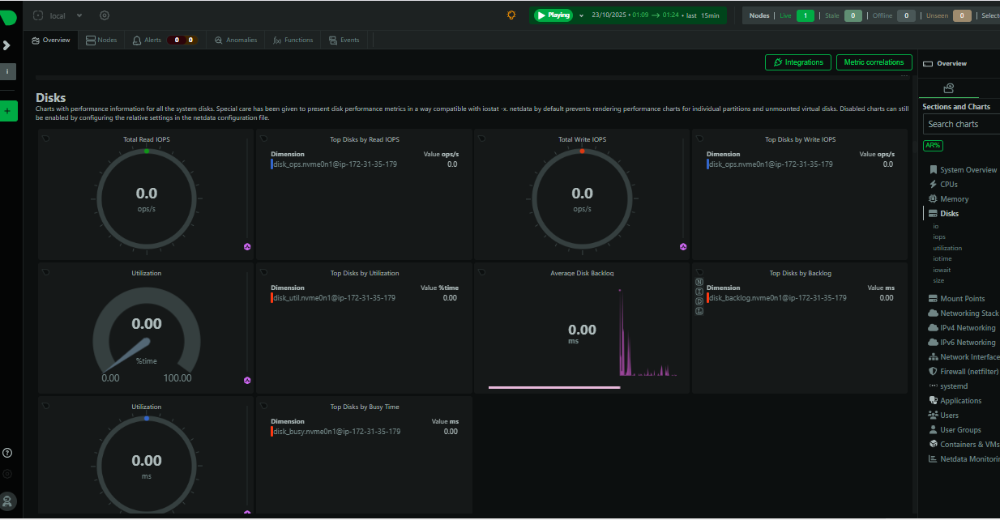 local
Playing
23/10/2025 • 01:09 → 01:24 • last 15min
Nodes | Live 1 | Stale 0 | Offline 0 | Unseen 0 | Selecti
Overview
Nodes
Alerts 0 0
Anomalies
f(x) Functions
Events
Integrations
Metric correlations
Overview
Disks
Charts with performance information for all the system disks. Special care has been given to present disk performance metrics in a way compatible with iostat -x. netdata by default prevents rendering performance charts for individual partitions and unmounted virtual disks. Disabled charts can still
be enabled by configuring the relative settings in the netdata configuration file.
Total Read IOPS
0.0
ops/s
Top Disks by Read IOPS
Dimension Value ops/s
disk_ops.nvme0n1@ip-172-31-35-179 0.0
Total Write IOPS
0.0
ops/s
Top Disks by Write IOPS
Dimension Value ops/s
disk_ops.nvme0n1@ip-172-31-35-179 0.0
Utilization
0.00
%time
0.00 100.00
Top Disks by Utilization
Dimension Value %time
disk_util.nvme0n1@ip-172-31-35-179 0.00
Average Disk Backlog
0.00
ms
Top Disks by Backlog
N
I
D
L
Dimension Value ms
disk_backlog.nvme0n1@ip-172-31-35-179 0.00
Utilization
0.00
ms
Top Disks by Busy Time
Dimension Value ms
disk_busy.nvme0n1@ip-172-31-35-179 0.00
Sections and Charts
Search charts
AR%
System Overview
CPUs
Memory
Disks
io
iops
utilization
iotime
iowait
size
Mount Points
Networking Stack
IPv4 Networking
IPv6 Networking
Network Interface
Firewall (netfilter)
systemd
Applications
Users
User Groups
Containers & VMs
Netdata Monitorin